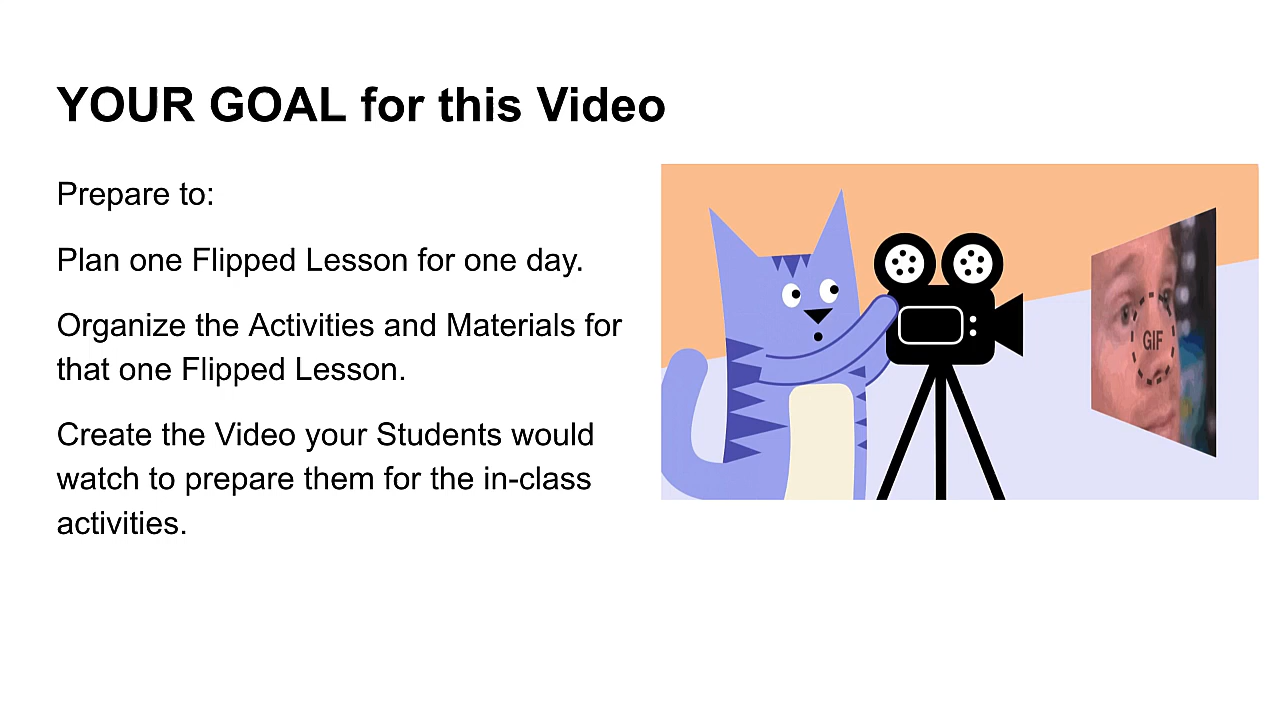 YOUR GOAL for this Video
Prepare to:
Plan one Flipped Lesson for one day.
Organize the Activities and Materials for
that one Flipped Lesson.
Create the Video your Students would
watch to prepare them for the in-class
activities.
GIF